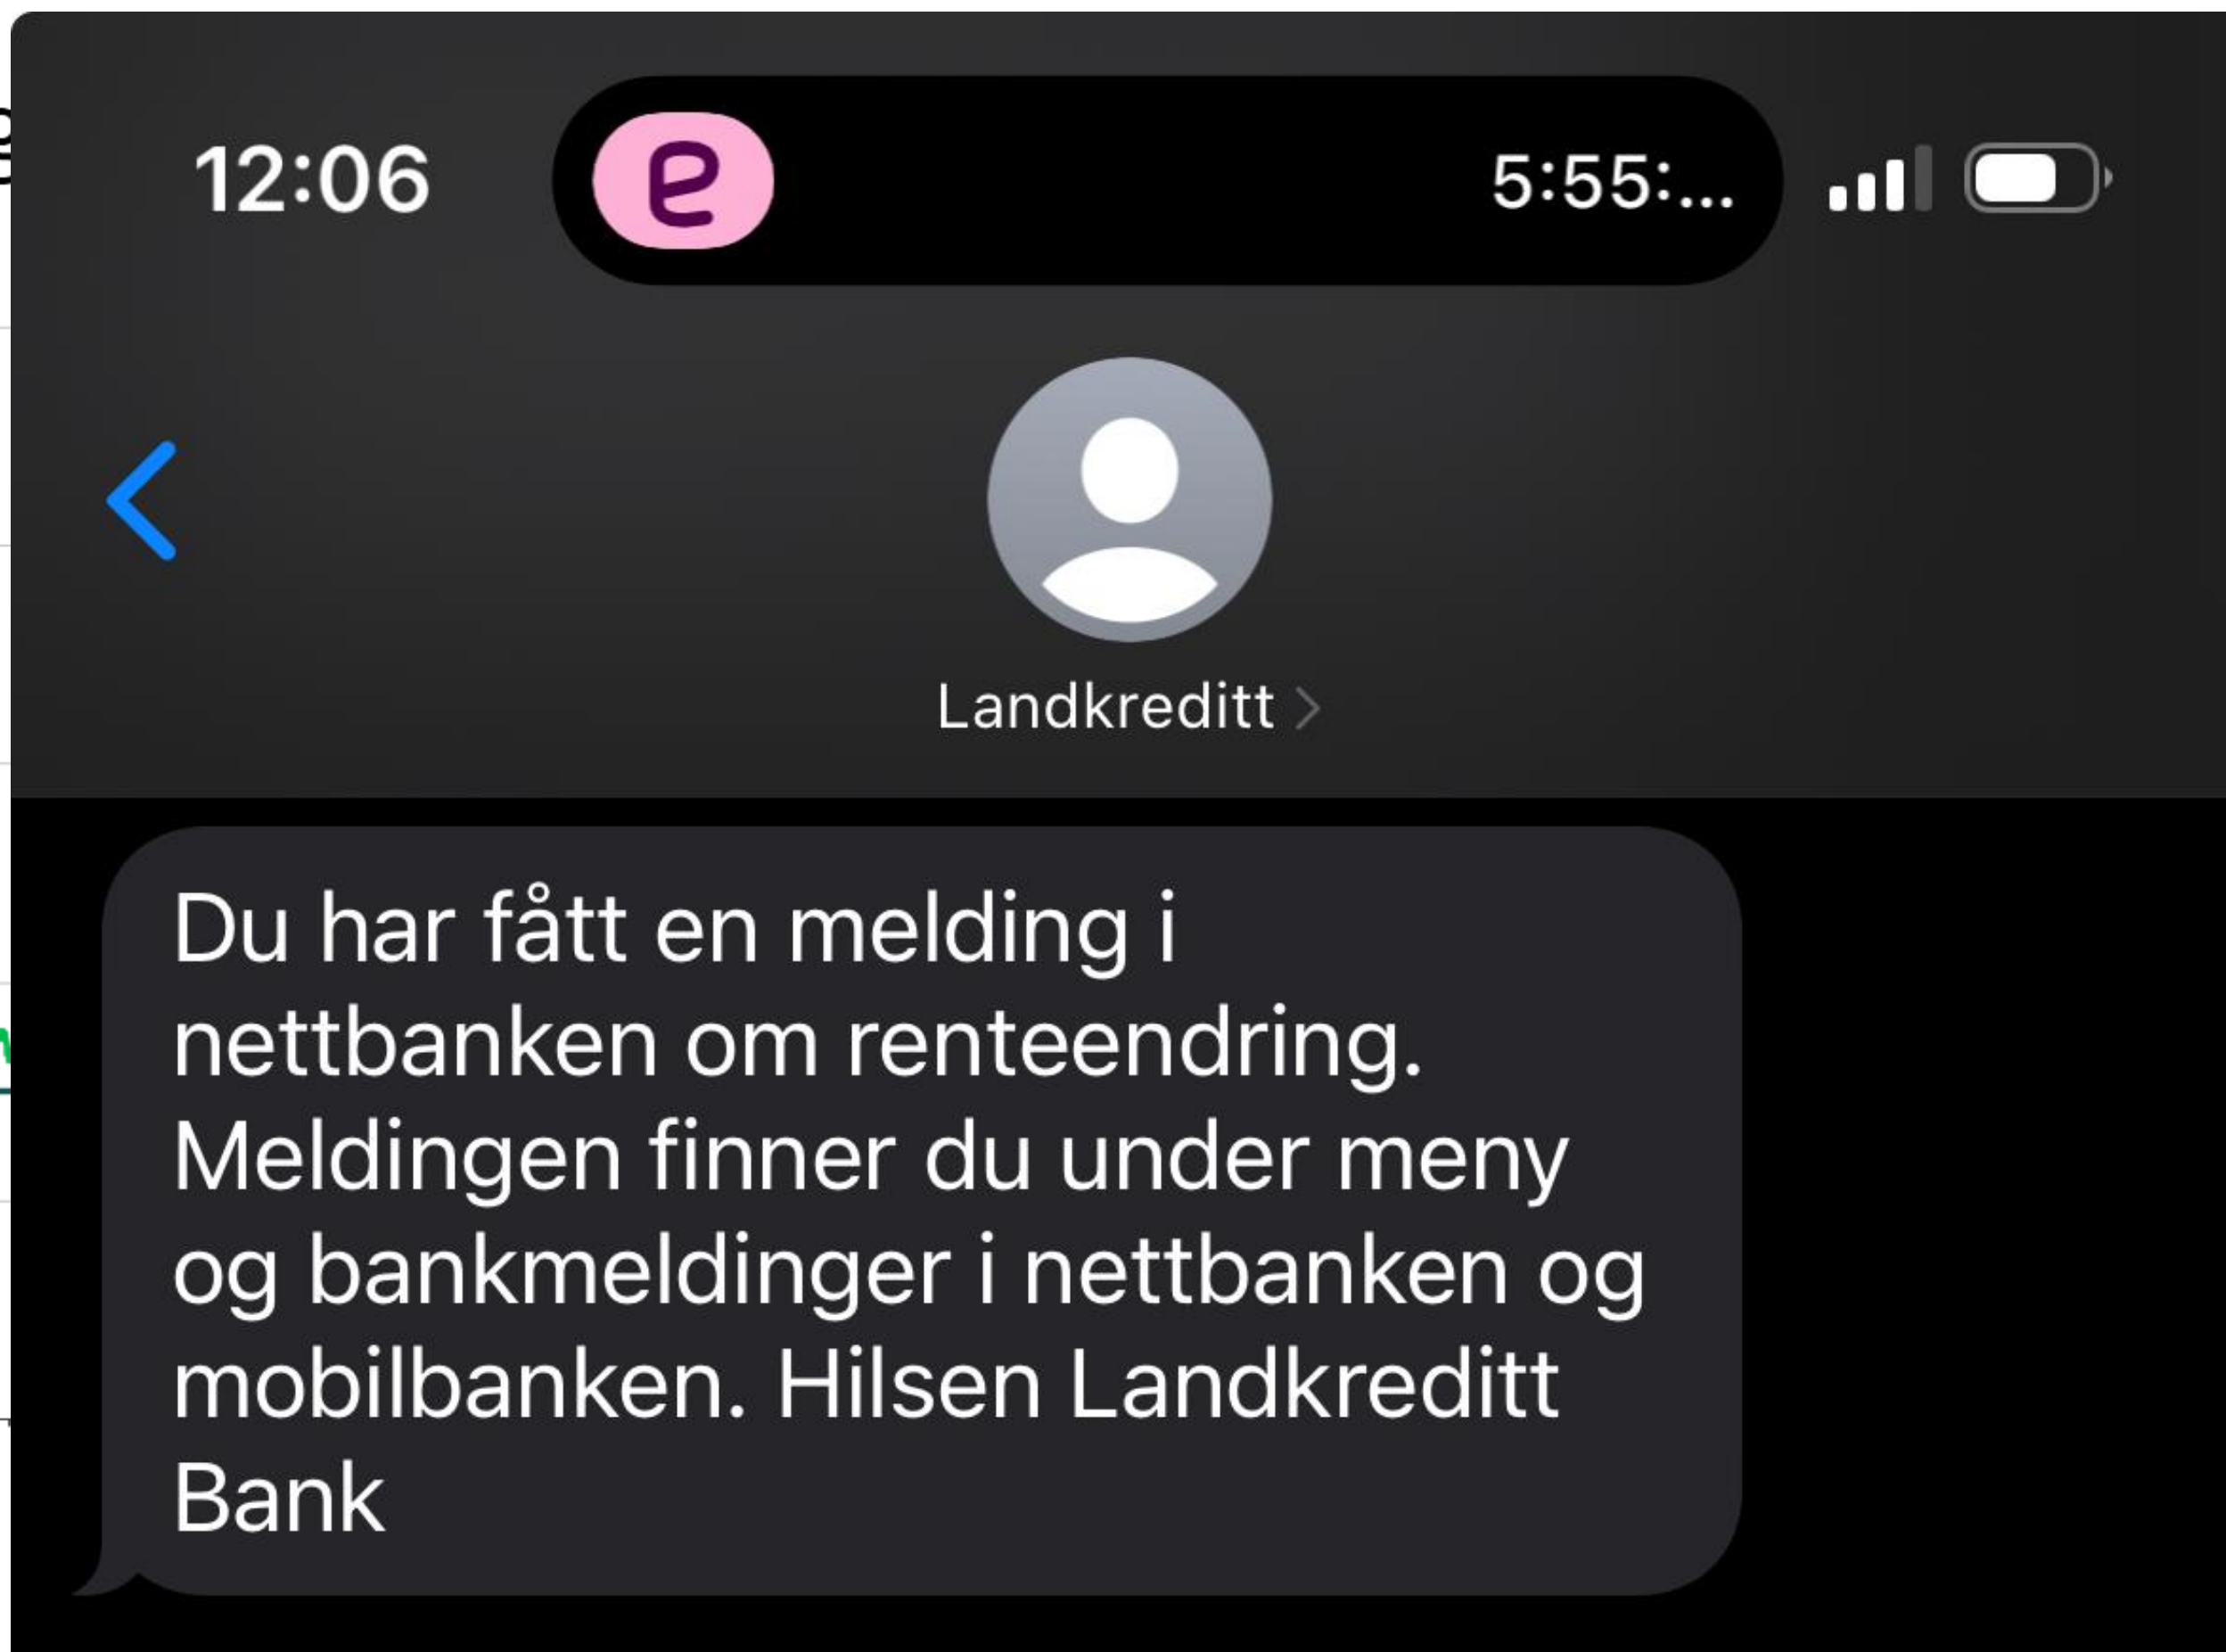 12:06
e
5:55:...
Landkreditt
Du har fått en melding i
nettbanken om renteendring.
Meldingen finner du under meny
og bankmeldinger i nettbanken og
mobilbanken. Hilsen Landkreditt
Bank